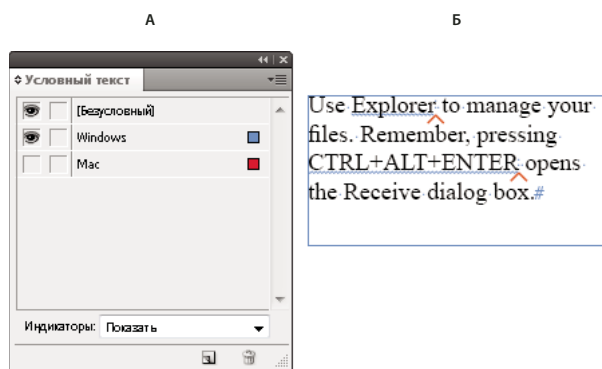 А
Б
Условный текст
[Безусловный]
Windows
Mac
Индикаторы: Показать
Use Explorer to manage your
files. Remember, pressing
CTRL+ALT+ENTER opens
the Receive dialog box.#